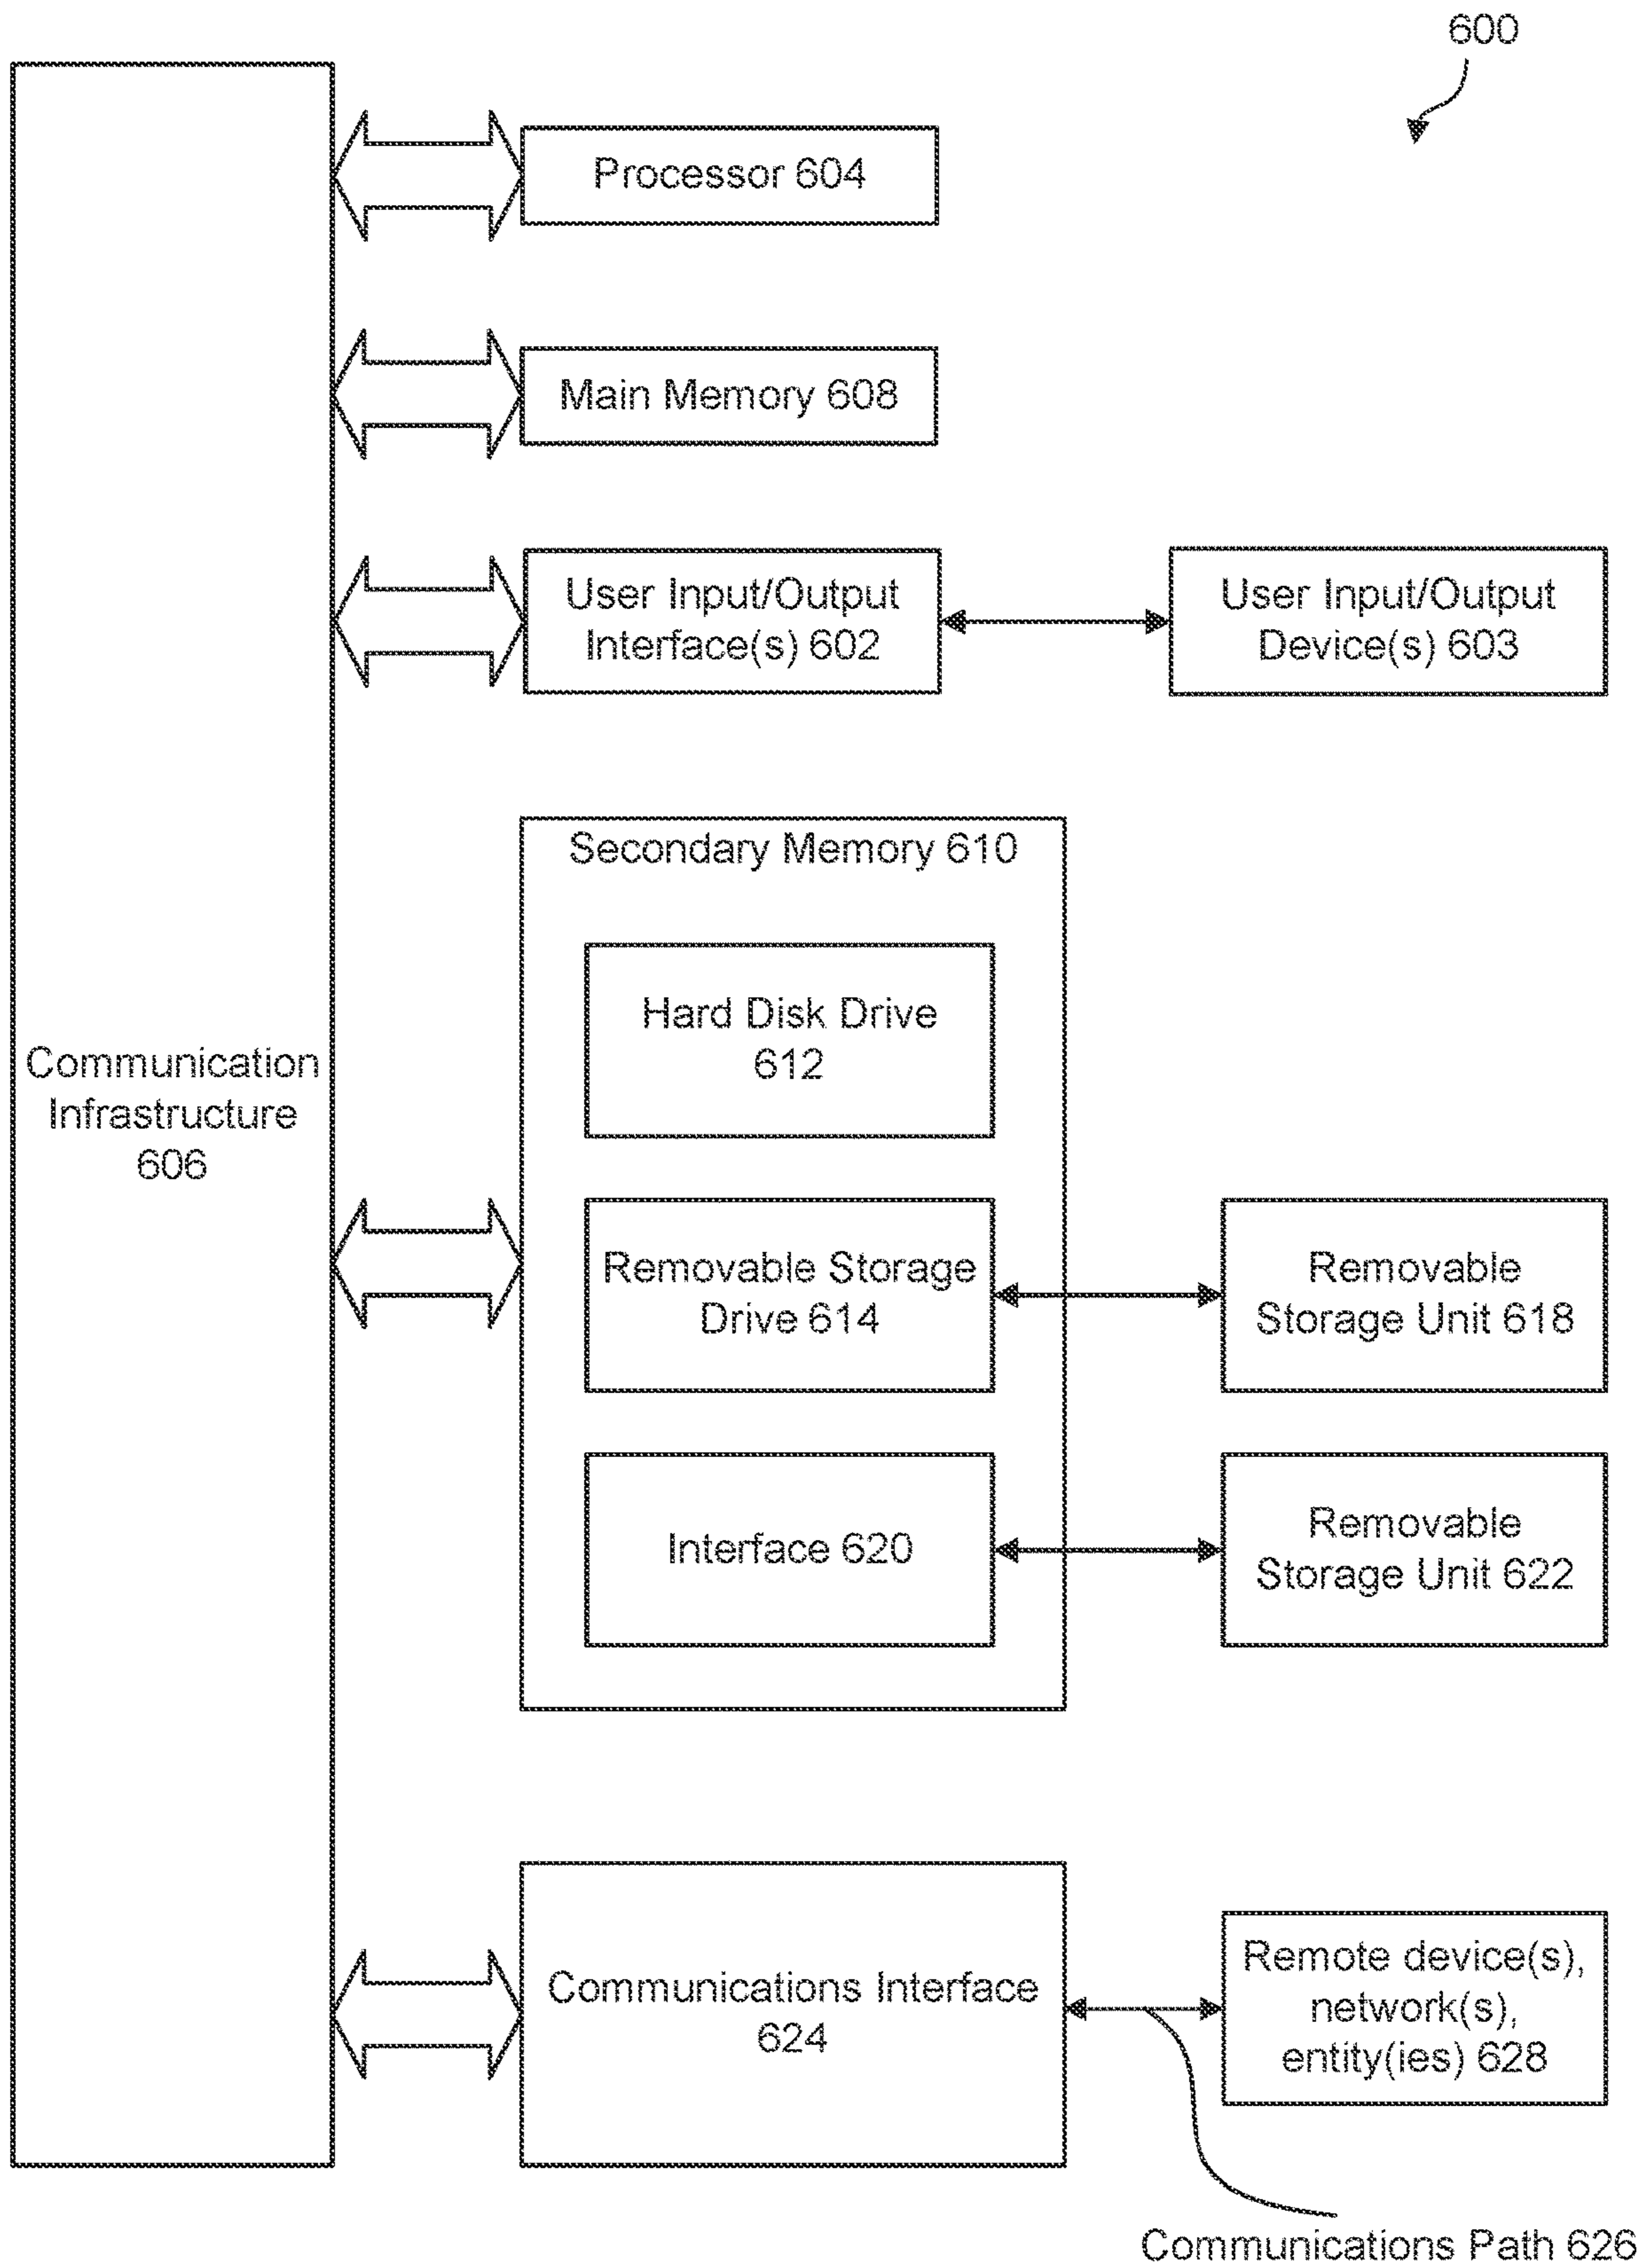 600
Processor 604
Main Memory 608
User Input/Output
Interface(s) 602
User Input/Output
Device(s) 603
Secondary Memory 610
Hard Disk Drive
612
Communication
Infrastructure
606
Removable Storage
Drive 614
Removable
Storage Unit 618
Interface 620
Removable
Storage Unit 622
Communications Interface
624
Remote device(s),
network(s),
entity(ies) 628
Communications Path 626